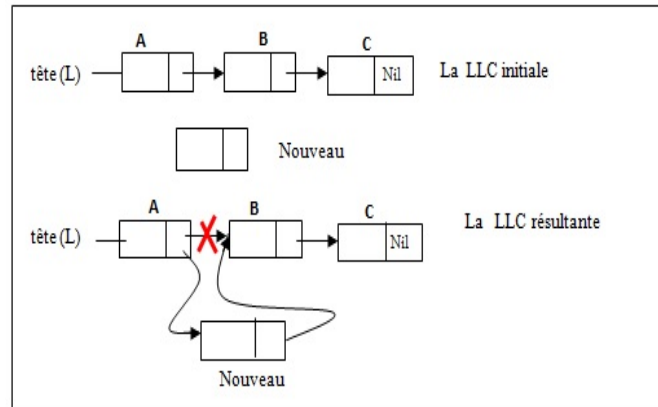 A B C
tête (L) Nil La LLC initiale
Nouveau
A B C
tête (L) Nil La LLC résultante
Nouveau